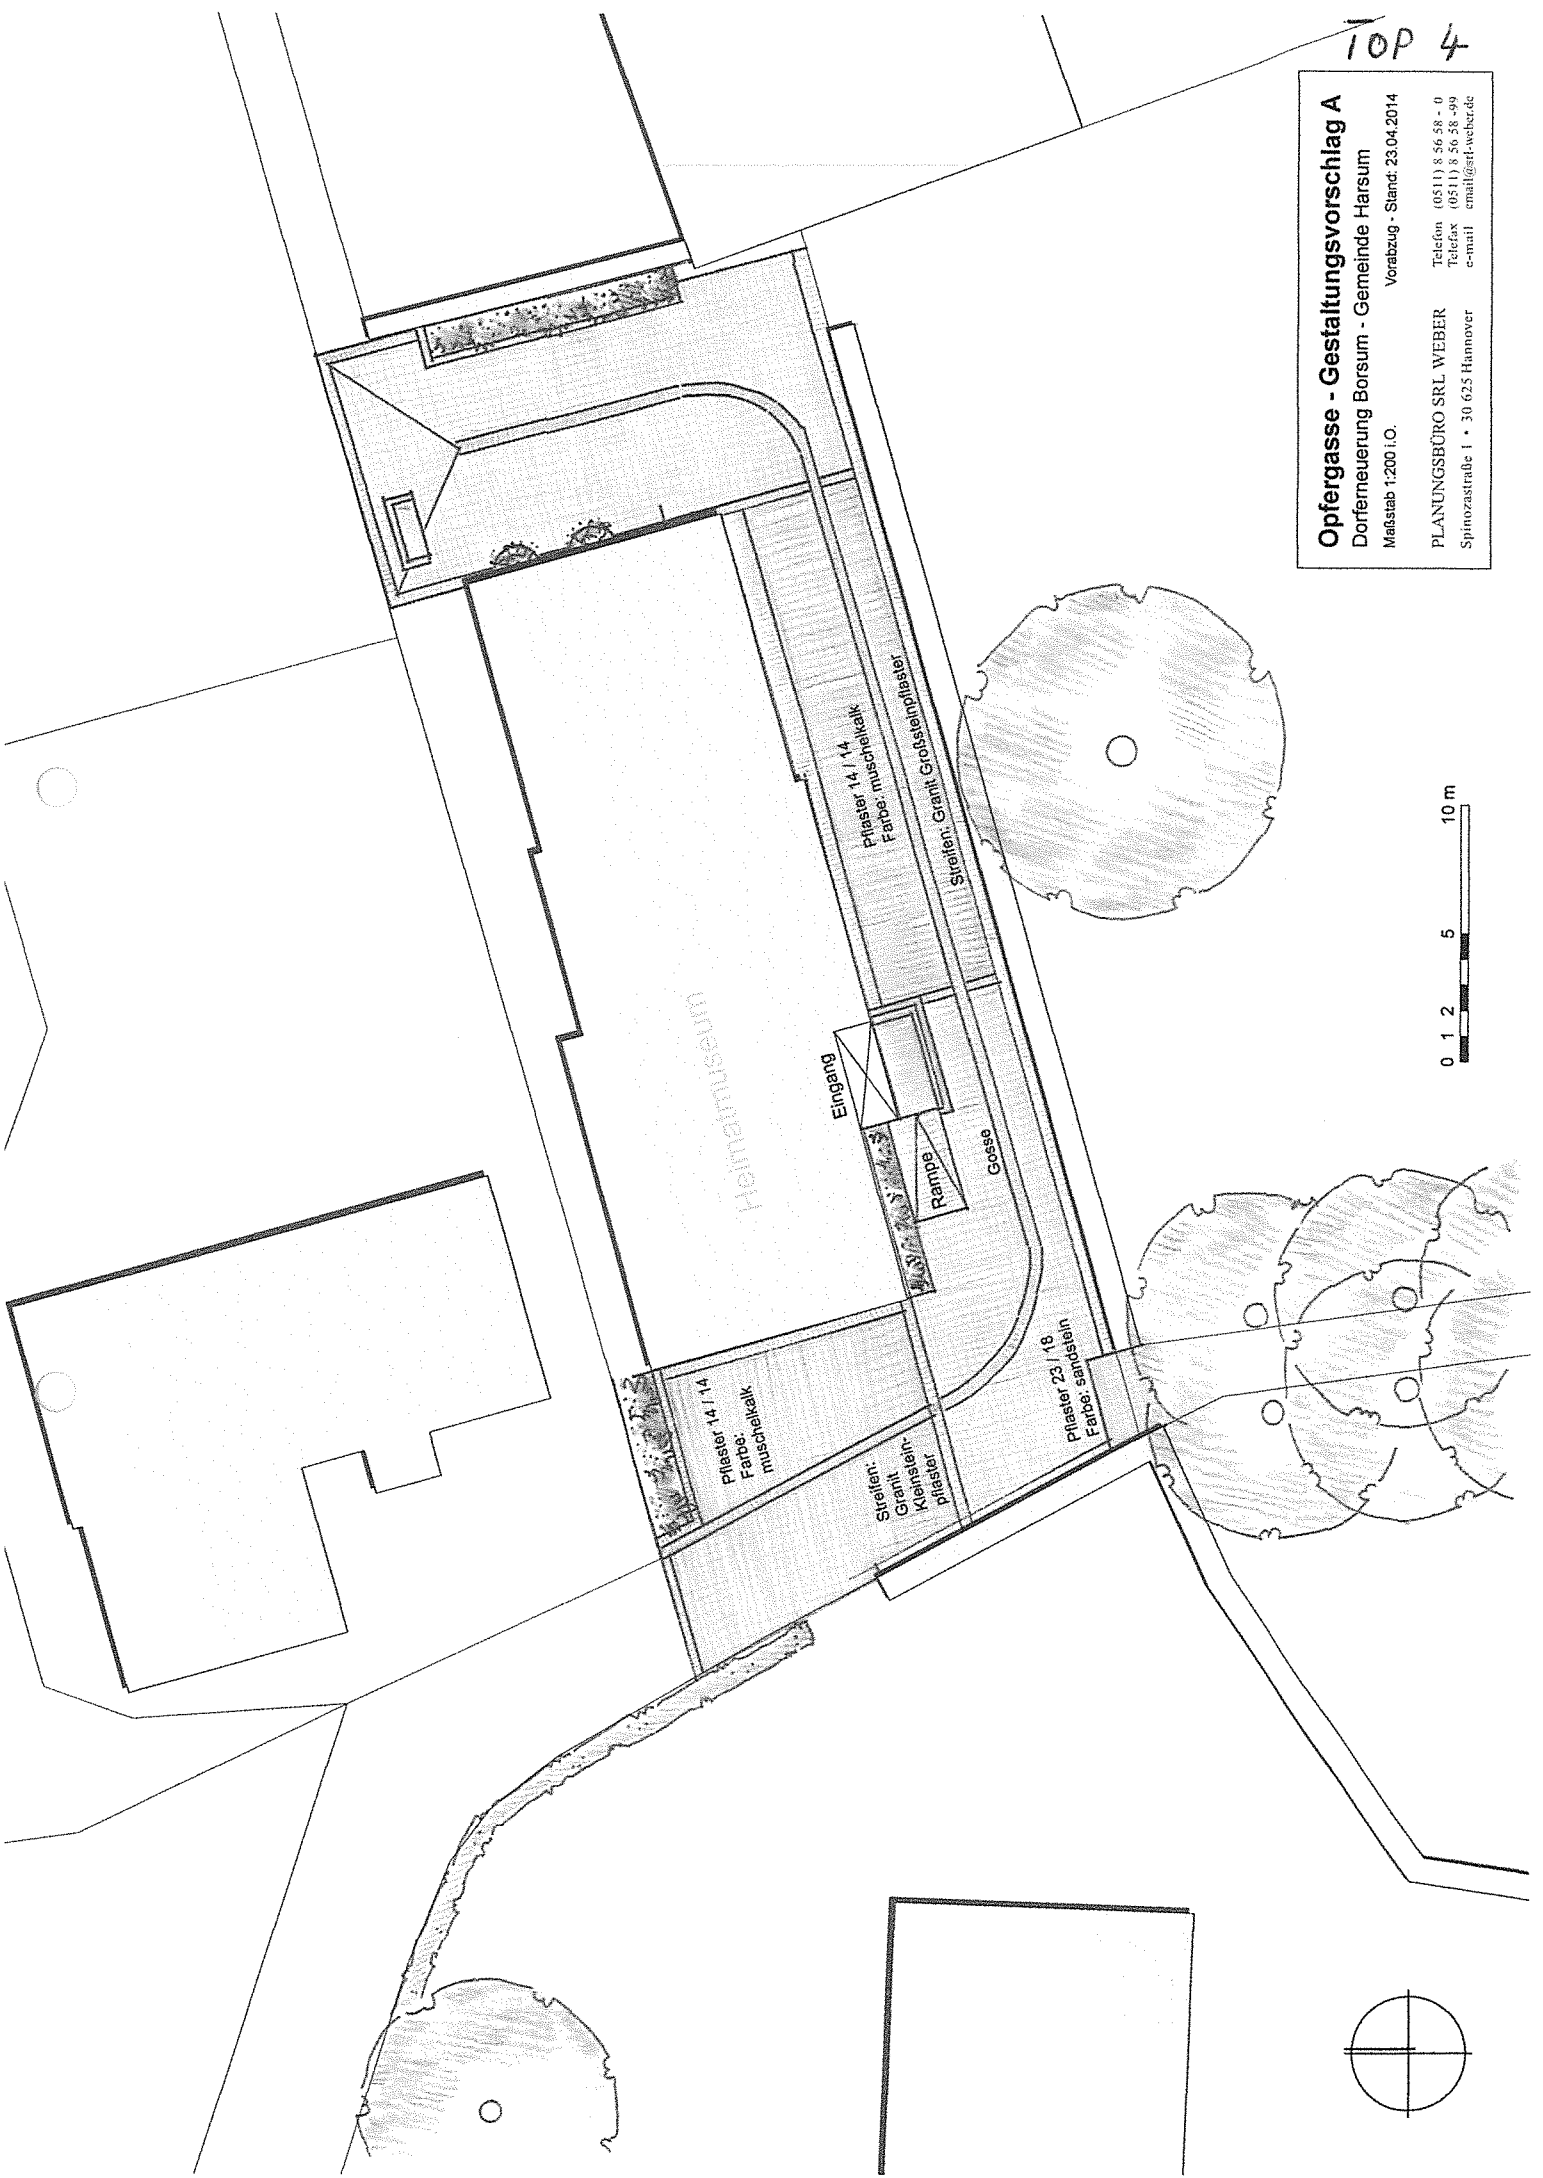 TOP 4
Opfergasse - Gestaltungsvorschlag A
Dorferneuerung Borsum - Gemeinde Harsum
Maßstab 1:200 i.O. Vorabzug - Stand: 23.04.2014
PLANUNGSBÜRO SRL WEBER Telefon (0511) 8 56 58 - 0
Telefax (0511) 8 56 58 -99
Spinozastraße 1 • 30 625 Hannover e-mail email@srl-weber.de
Heimatmuseum
Eingang
Rampe
Gosse
Pflaster 14 / 14
Farbe: muschelkalk
Streifen: Granit Großsteinpflaster
Pflaster 14 / 14
Farbe:
muschelkalk
Streifen:
Granit
Kleinstein-
pflaster
Pflaster 23 / 18
Farbe: sandstein
0 1 2 5 10 m